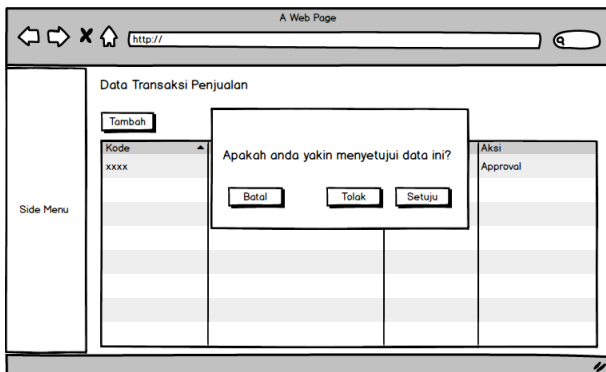 A Web Page
http://
Data Transaksi Penjualan
Tambah
Kode
Aksi
xxxx
Approval
Apakah anda yakin menyetujui data ini?
Batal
Tolak
Setuju
Side Menu